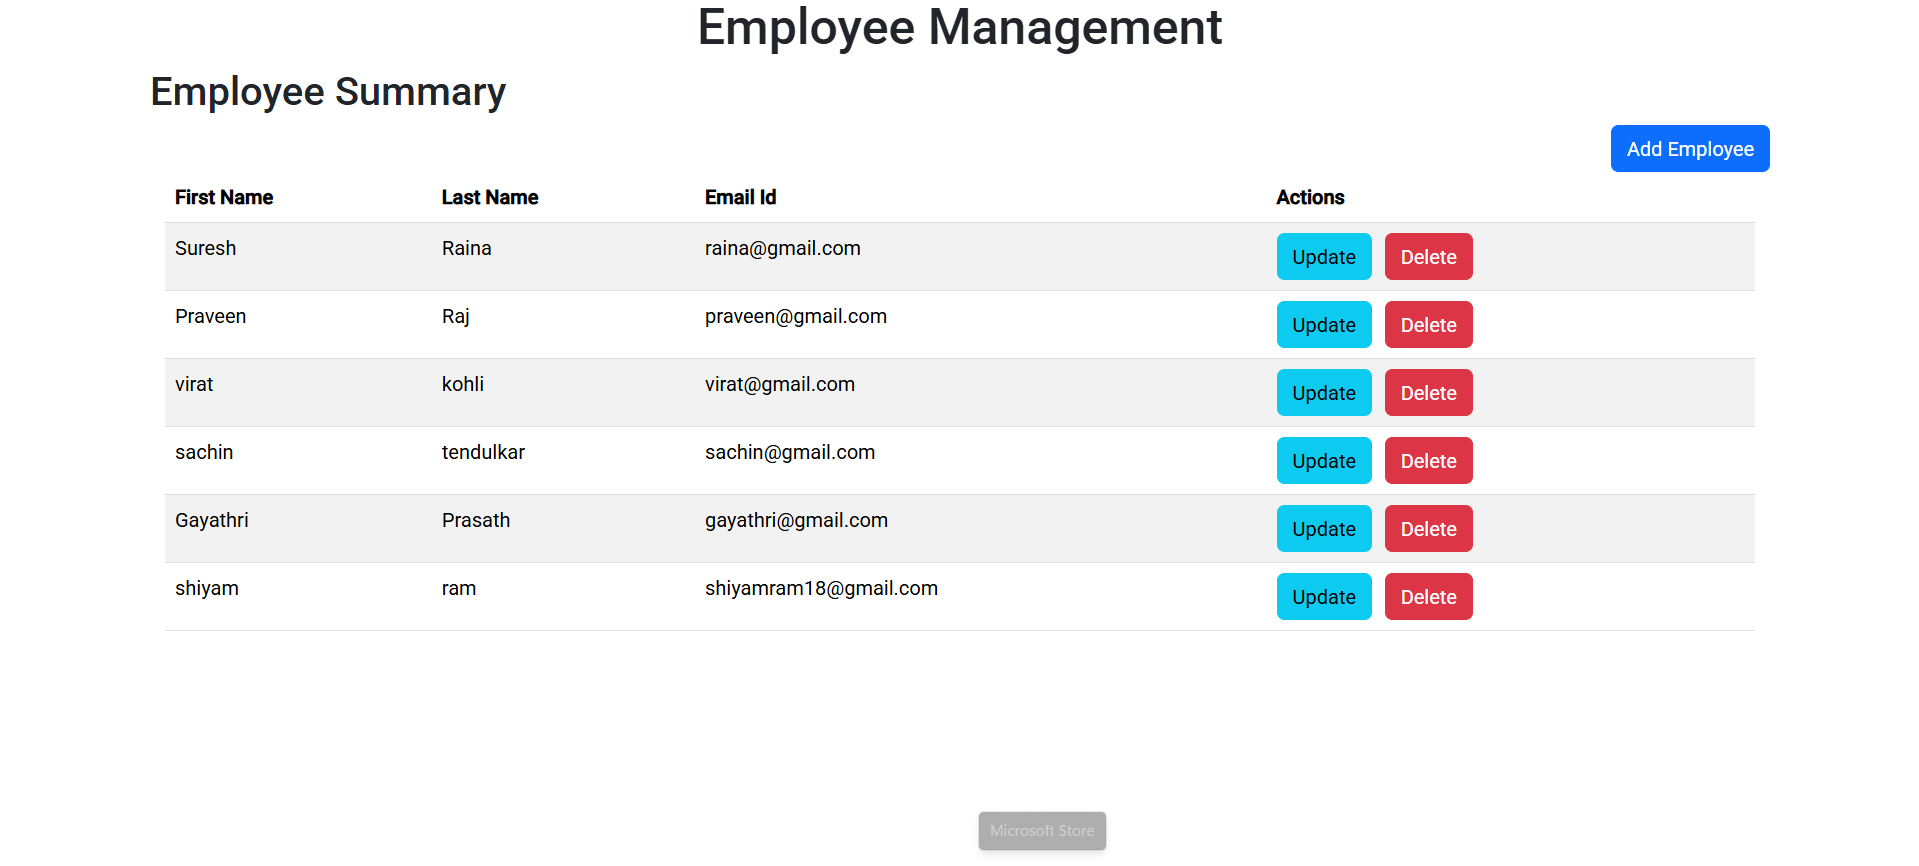 Employee Management
Employee Summary
Add Employee
First Name Last Name Email Id Actions
Suresh Raina raina@gmail.com Update Delete
Praveen Raj praveen@gmail.com Update Delete
virat kohli virat@gmail.com Update Delete
sachin tendulkar sachin@gmail.com Update Delete
Gayathri Prasath gayathri@gmail.com Update Delete
shiyam ram shiyamram18@gmail.com Update Delete
Microsoft Store